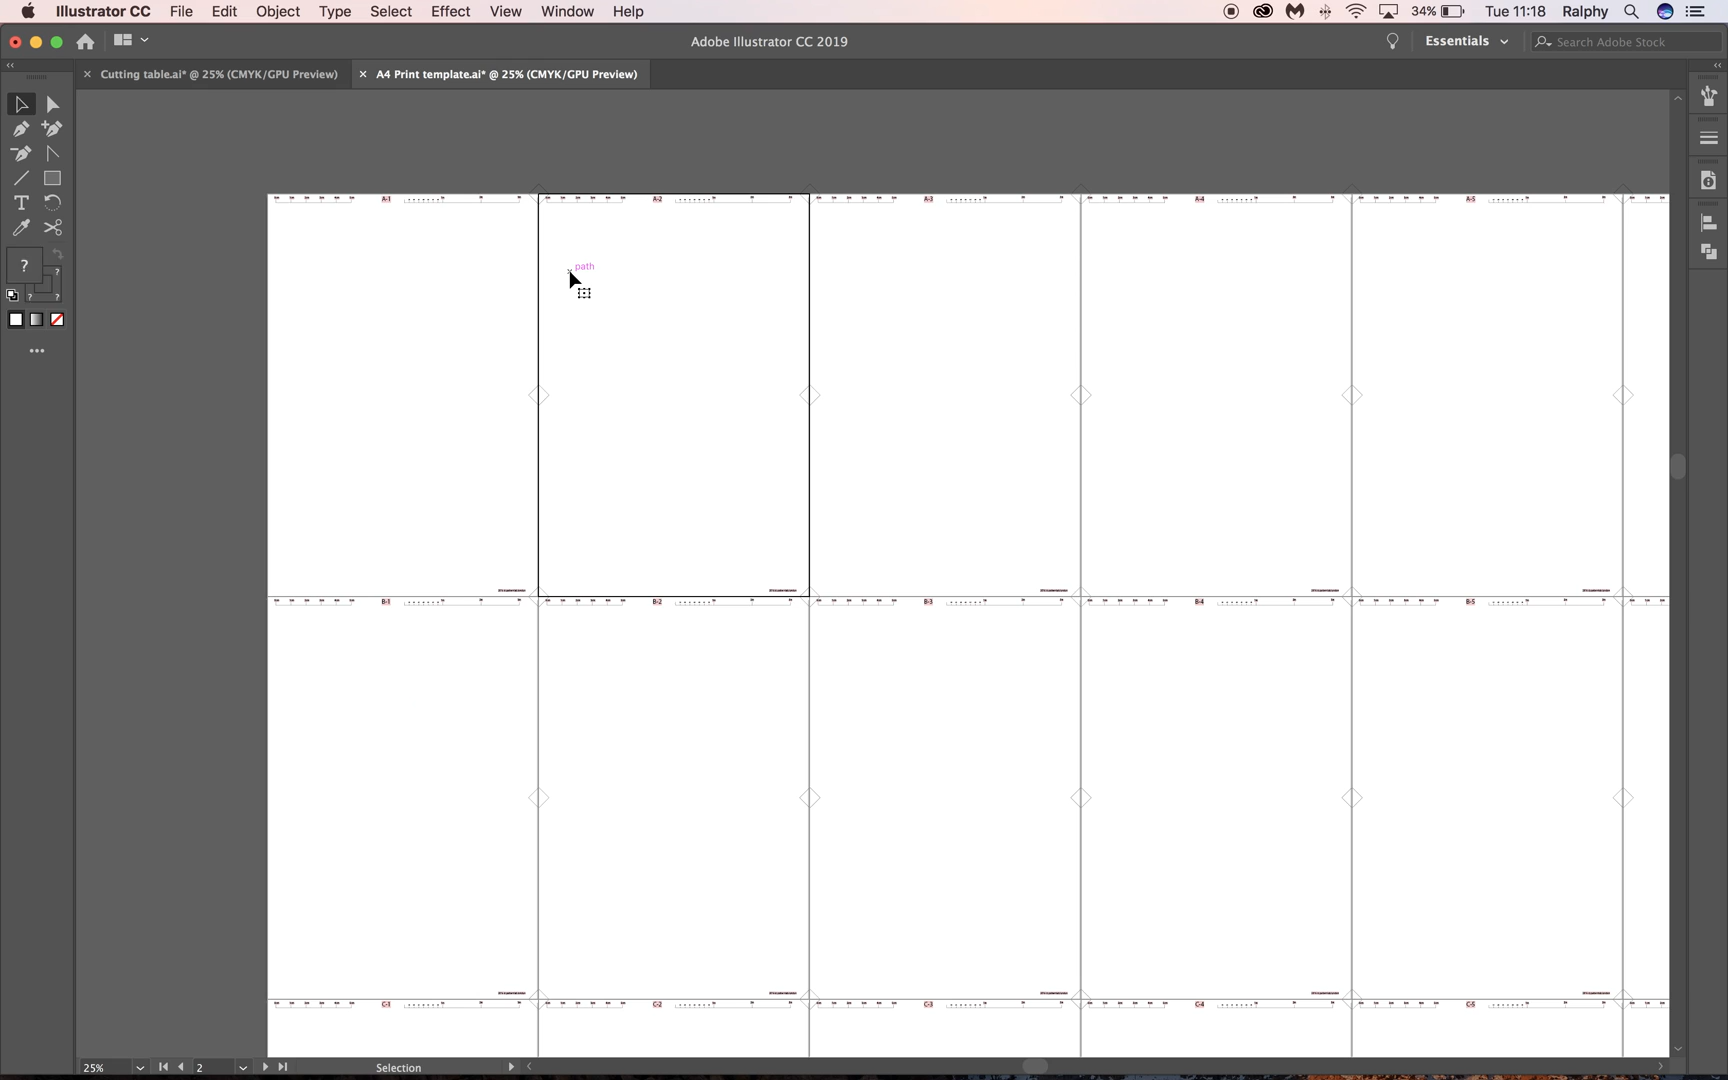 Illustrator CC File Edit Object Type Select Effect View Window Help 34% Tue 11:18 Ralphy
Adobe Illustrator CC 2019 Essentials Search Adobe Stock
× Cutting table.ai* @ 25% (CMYK/GPU Preview) × A4 Print template.ai* @ 25% (CMYK/GPU Preview)
A-1 A-2 A-3 A-4 A-5
path
? ? ? ?
B-1 B-2 B-3 B-4 B-5
C-1 C-2 C-3 C-4 C-5
25% 2 Selection